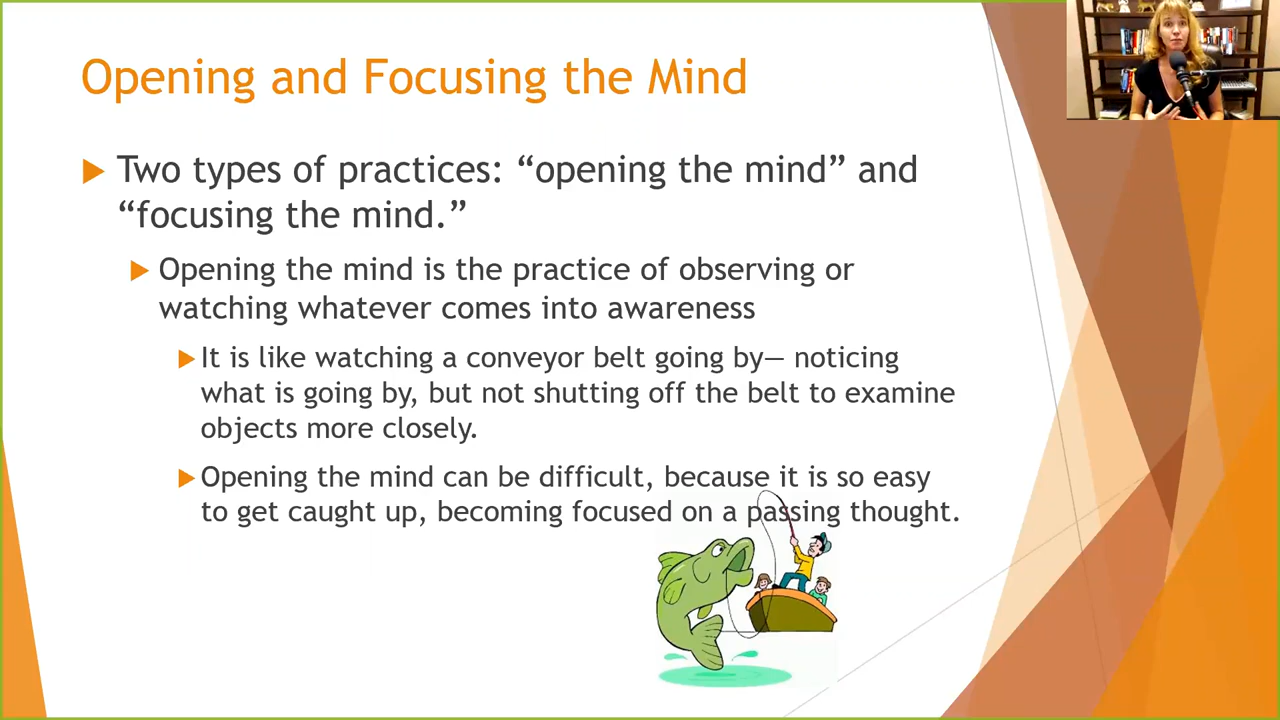 Opening and Focusing the Mind
Two types of practices: “opening the mind” and
“focusing the mind.”
Opening the mind is the practice of observing or
watching whatever comes into awareness
It is like watching a conveyor belt going by— noticing
what is going by, but not shutting off the belt to examine
objects more closely.
Opening the mind can be difficult, because it is so easy
to get caught up, becoming focused on a passing thought.